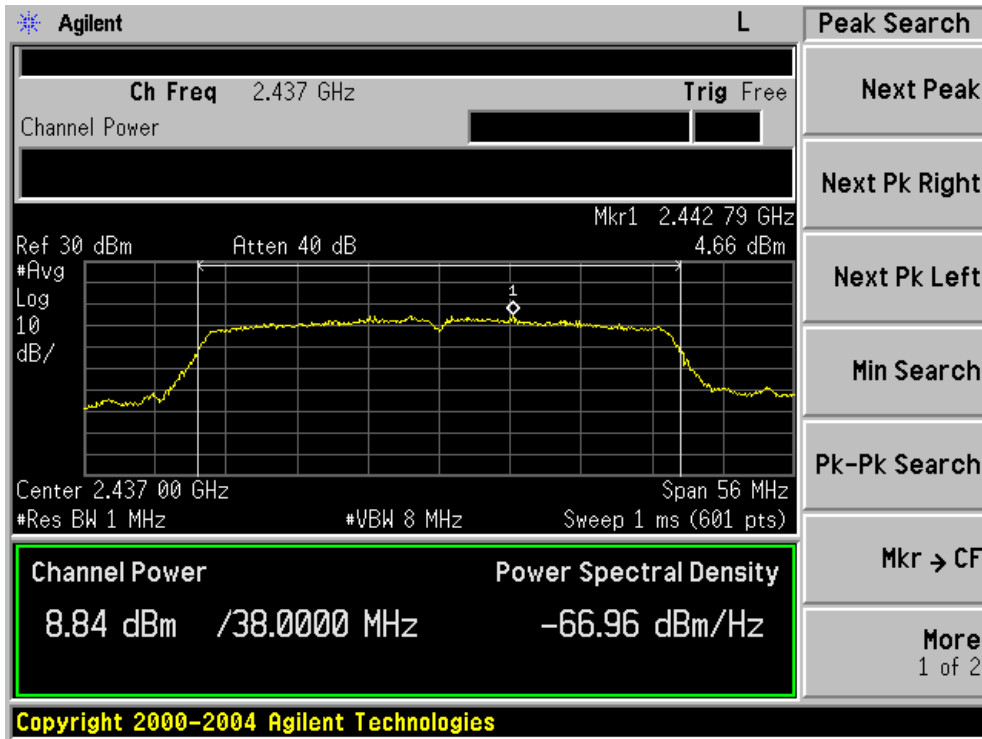 Agilent L Peak Search
Ch Freq 2.437 GHz Trig Free
Channel Power
Mkr1 2.442 79 GHz
Ref 30 dBm Atten 40 dB 4.66 dBm
#Avg
Log
10
dB/
1
Center 2.437 00 GHz Span 56 MHz
#Res BW 1 MHz #VBW 8 MHz Sweep 1 ms (601 pts)
Channel Power Power Spectral Density
8.84 dBm /38.0000 MHz -66.96 dBm/Hz
Copyright 2000-2004 Agilent Technologies
Next Peak
Next Pk Right
Next Pk Left
Min Search
Pk-Pk Search
Mkr → CF
More
1 of 2